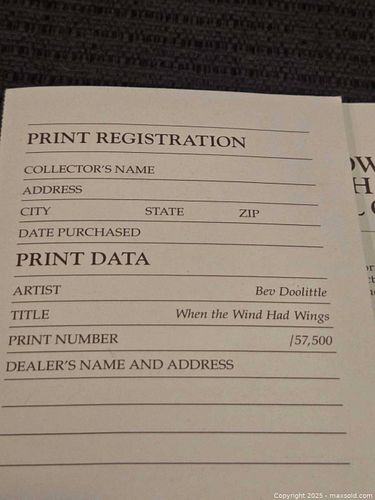 PRINT REGISTRATION
COLLECTOR'S NAME
ADDRESS
CITY STATE ZIP
DATE PURCHASED
PRINT DATA
ARTIST Bev Doolittle
TITLE When the Wind Had Wings
PRINT NUMBER /57,500
DEALER'S NAME AND ADDRESS
Copyright 2025 - maxsold.com